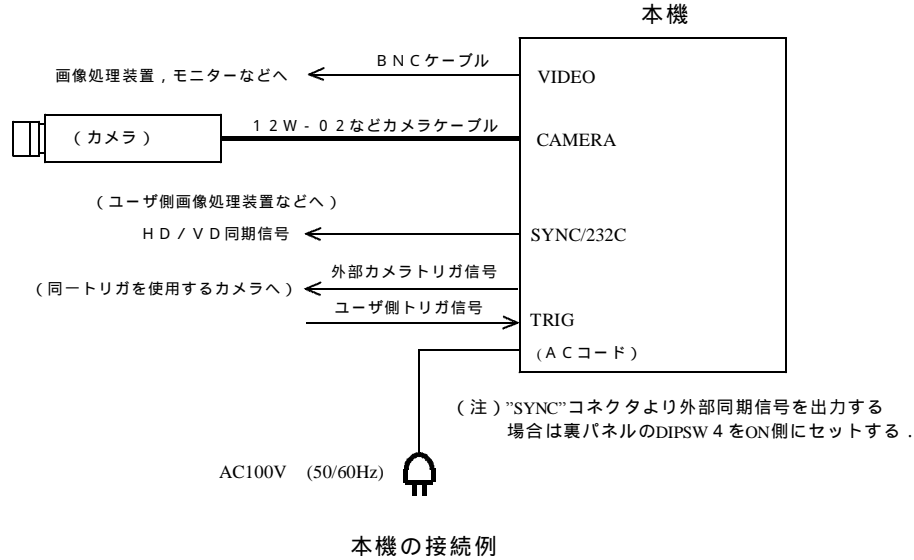 本機
画像処理装置，モニターなどへ
ＢＮＣケーブル
VIDEO
（カメラ）
１２Ｗ‐０２などカメラケーブル
CAMERA
（ユーザ側画像処理装置などへ）
ＨＤ／ＶＤ同期信号
SYNC/232C
外部カメラトリガ信号
（同一トリガを使用するカメラへ）
ユーザ側トリガ信号
TRIG
（ＡＣコード）
（注）”SYNC”コネクタより外部同期信号を出力する
場合は裏パネルのDIPSW４をON側にセットする．
AC100V (50/60Hz)
本機の接続例